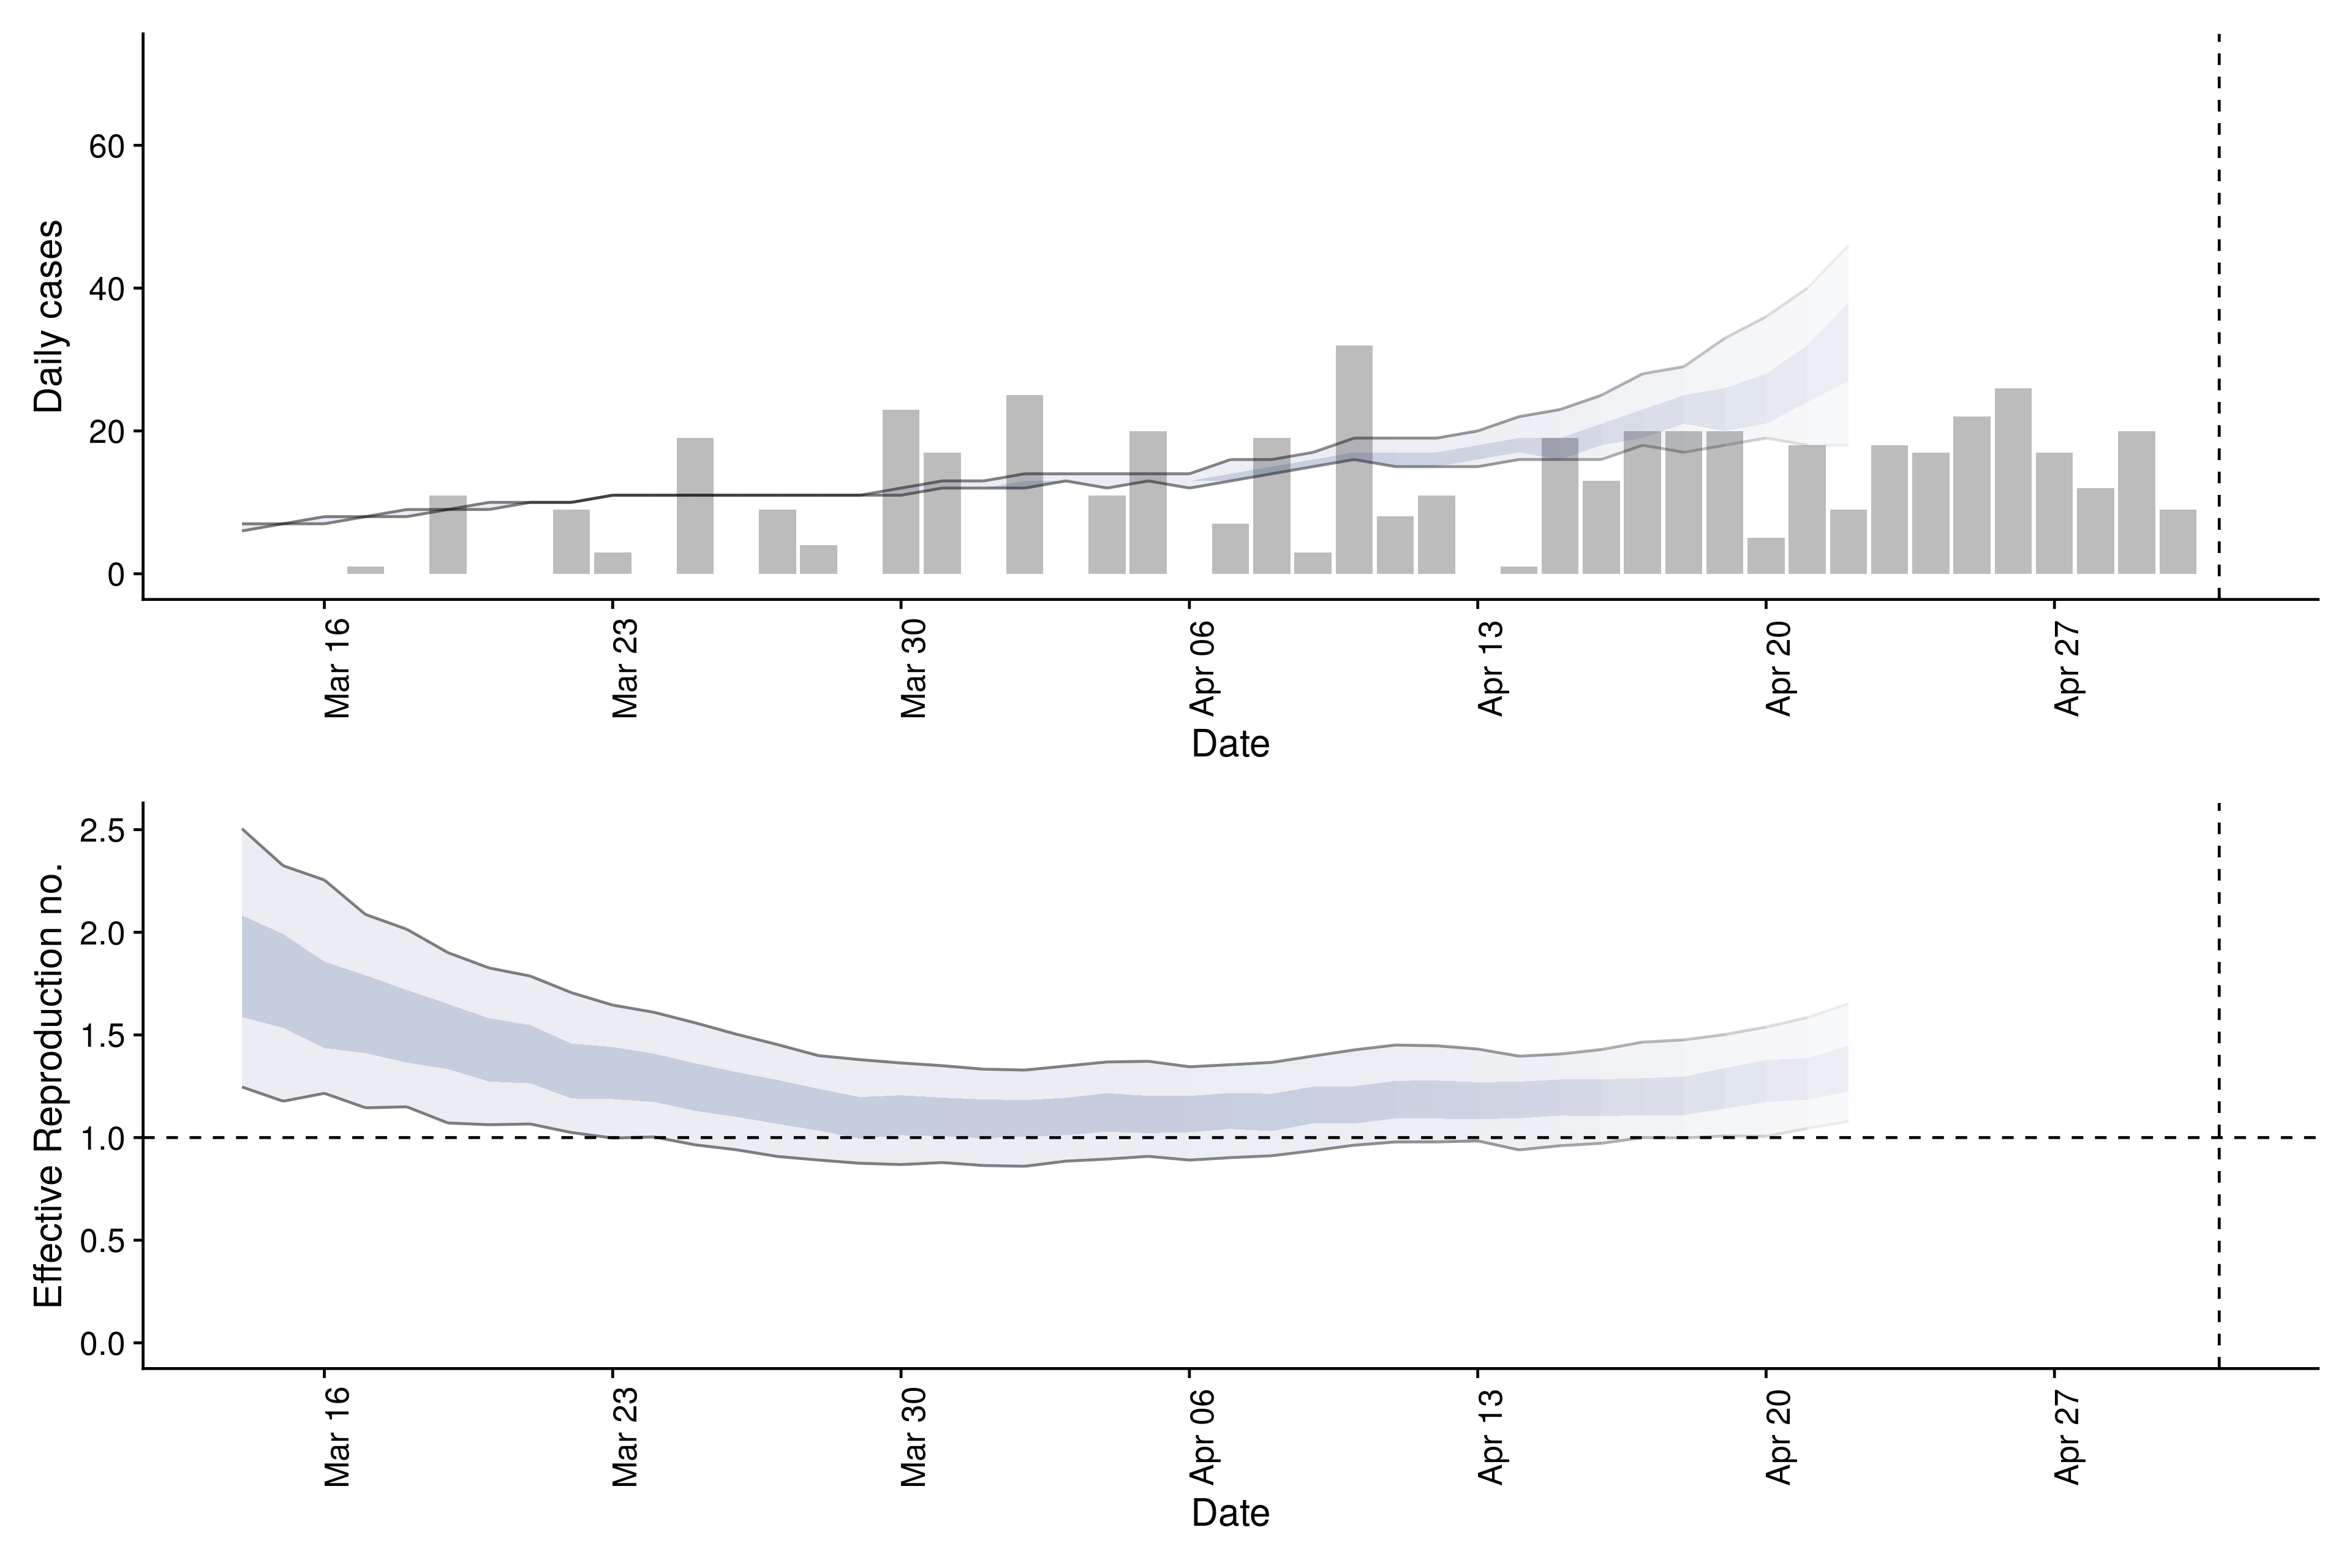 Daily cases
60
40
20
0
Mar 16
Mar 23
Mar 30
Apr 06
Apr 13
Apr 20
Apr 27
Date
Effective Reproduction no.
2.5
2.0
1.5
1.0
0.5
0.0
Mar 16
Mar 23
Mar 30
Apr 06
Apr 13
Apr 20
Apr 27
Date